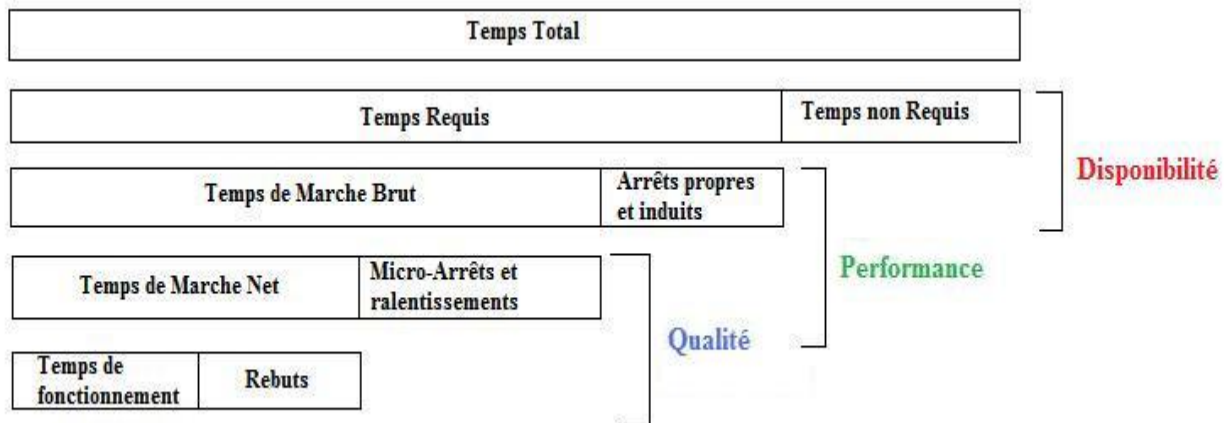 Temps Total
Temps Requis
Temps non Requis
Disponibilité
Temps de Marche Brut
Arrêts propres
et induits
Performance
Temps de Marche Net
Micro-Arrêts et
ralentissements
Qualité
Temps de
fonctionnement
Rebuts